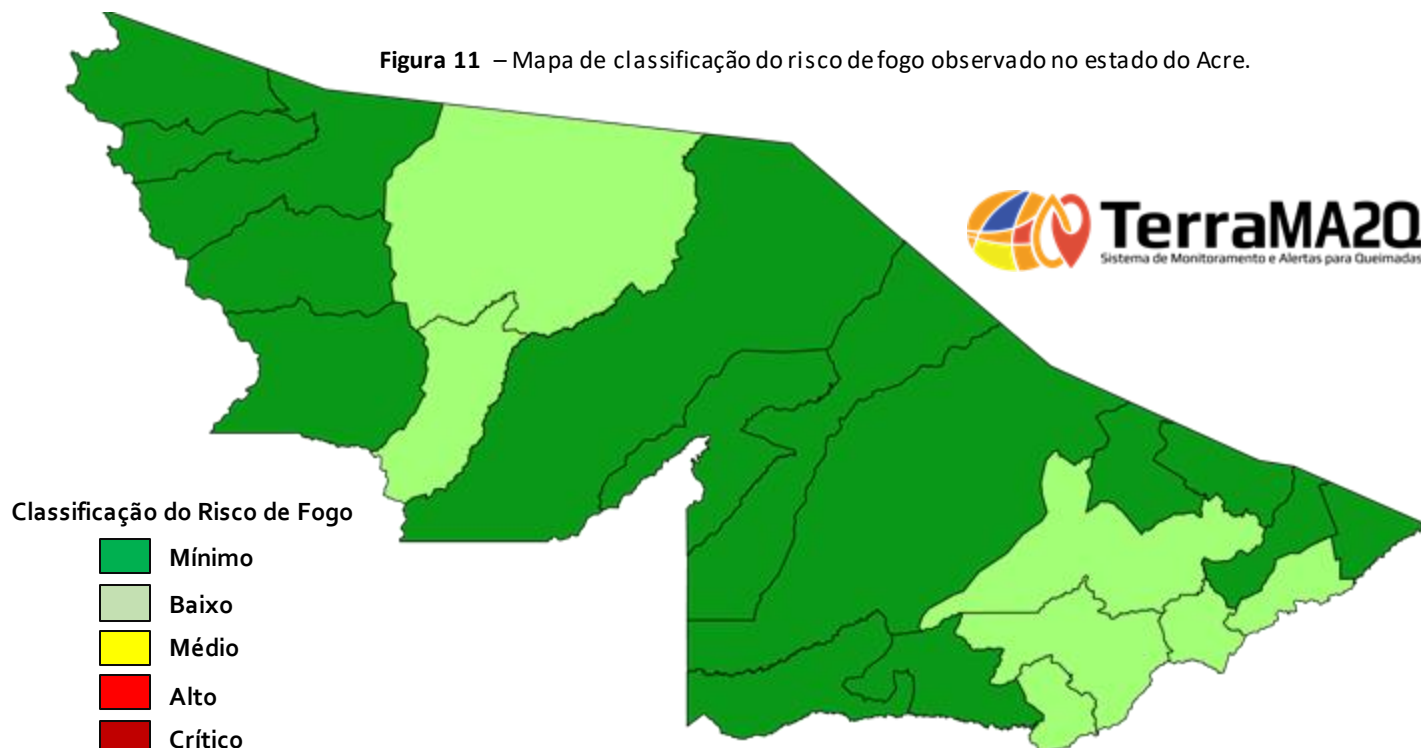 Figura 11 – Mapa de classificação do risco de fogo observado no estado do Acre.
TerraMA2Q
Sistema de Monitoramento e Alertas para Queimadas
Classificação do Risco de Fogo
Mínimo
Baixo
Médio
Alto
Crítico